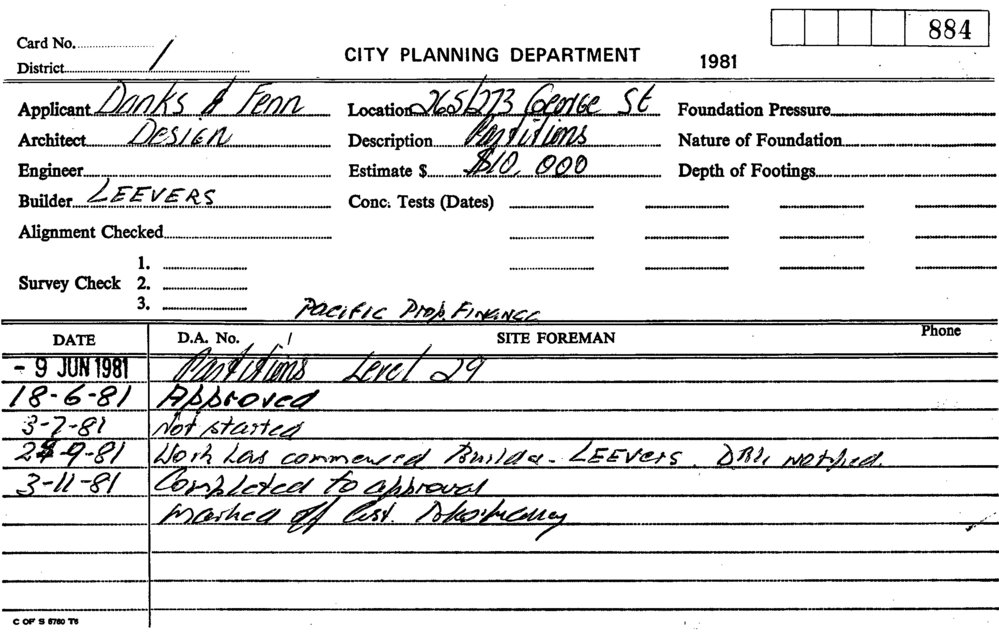 884
Card No.
District 1
CITY PLANNING DEPARTMENT 1981
Applicant Danks & Fenn Location 265/273 George St Foundation Pressure
Architect DESIGN Description Partitions Nature of Foundation
Engineer Estimate $ $10,000 Depth of Footings
Builder LEEVERS Conc. Tests (Dates)
Alignment Checked
1.
Survey Check 2.
3.
Pacific Prop. Finance
DATE D.A. No. / SITE FOREMAN Phone
- 9 JUN 1981 Partitions Level 29
18-6-81 Approved
3-7-81 Not started
-9-81 Work has commenced Builder - LEEVERS. notified.
3-11-81 Completed to approval
Marked off
C OF S 6760 T6